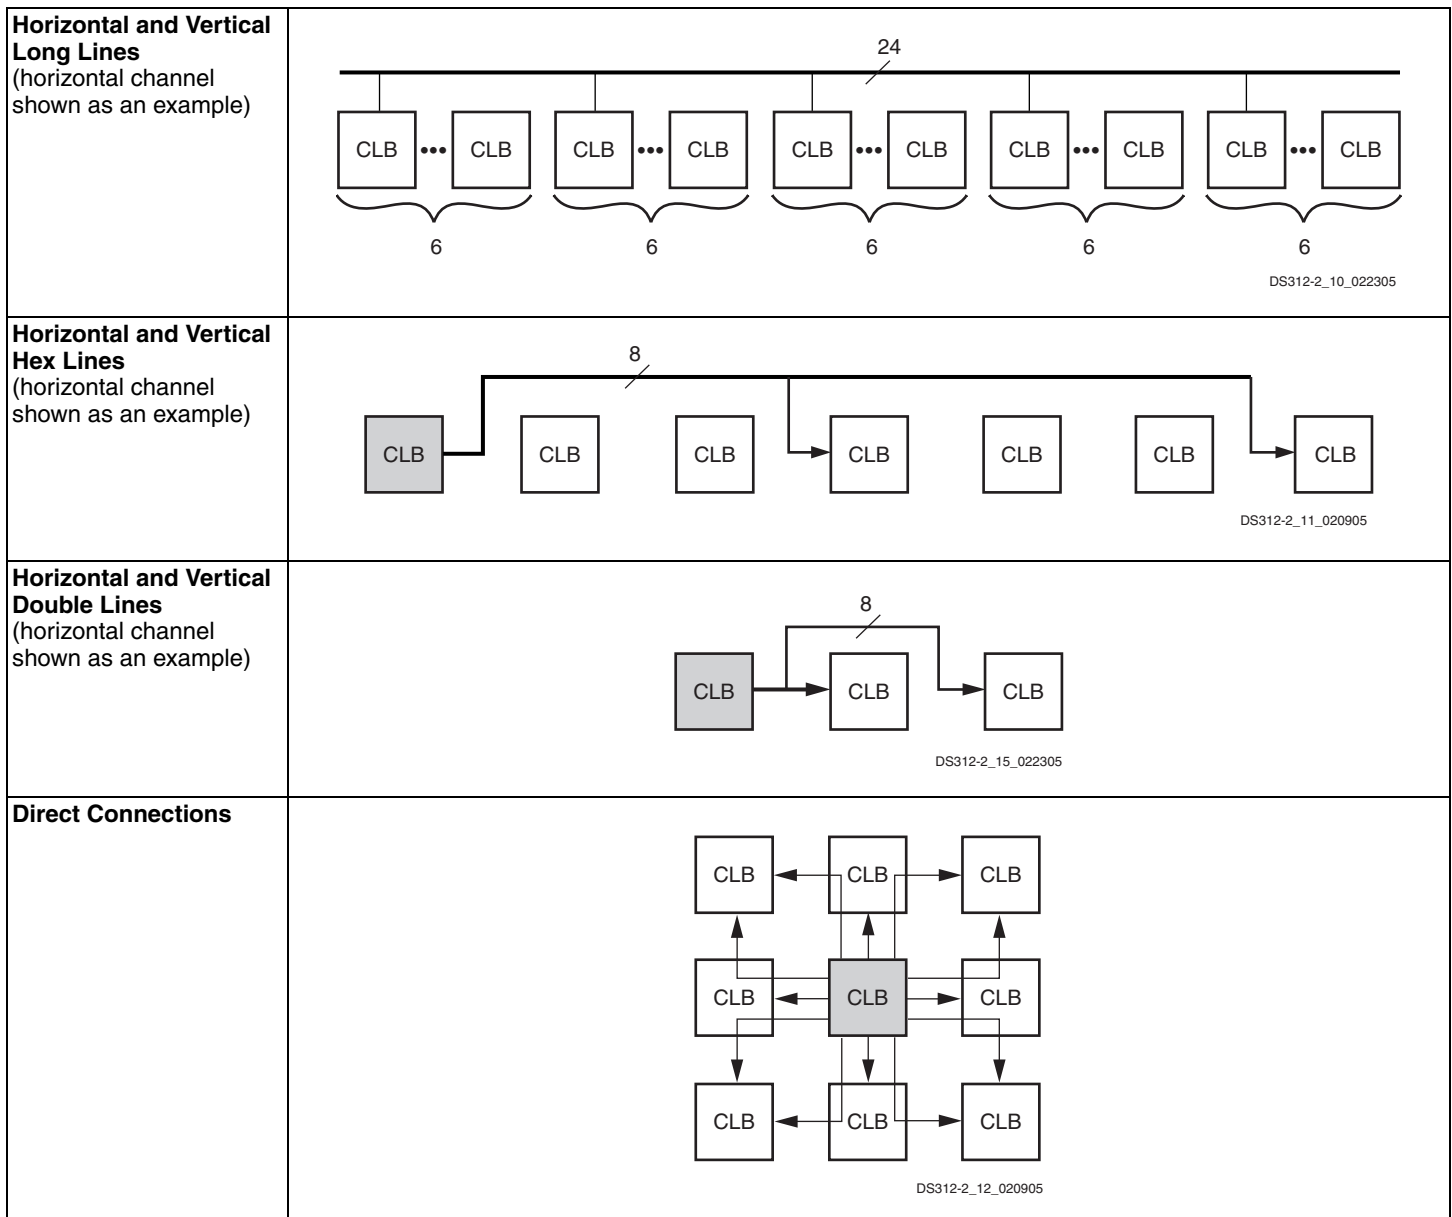 Horizontal and Vertical
Long Lines
(horizontal channel
shown as an example)
24
CLB ••• CLB CLB ••• CLB CLB ••• CLB CLB ••• CLB CLB ••• CLB
6 6 6 6 6
DS312-2_10_022305
Horizontal and Vertical
Hex Lines
(horizontal channel
shown as an example)
8
CLB CLB CLB CLB CLB CLB CLB
DS312-2_11_020905
Horizontal and Vertical
Double Lines
(horizontal channel
shown as an example)
8
CLB CLB CLB
DS312-2_15_022305
Direct Connections
CLB CLB CLB
CLB CLB CLB
CLB CLB CLB
DS312-2_12_020905